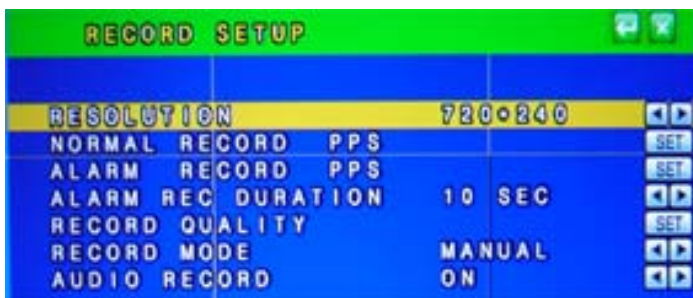 RECORD SETUP
RESOLUTION 720*240
NORMAL RECORD PPS SET
ALARM RECORD PPS SET
ALARM REC DURATION 10 SEC
RECORD QUALITY SET
RECORD MODE MANUAL
AUDIO RECORD ON